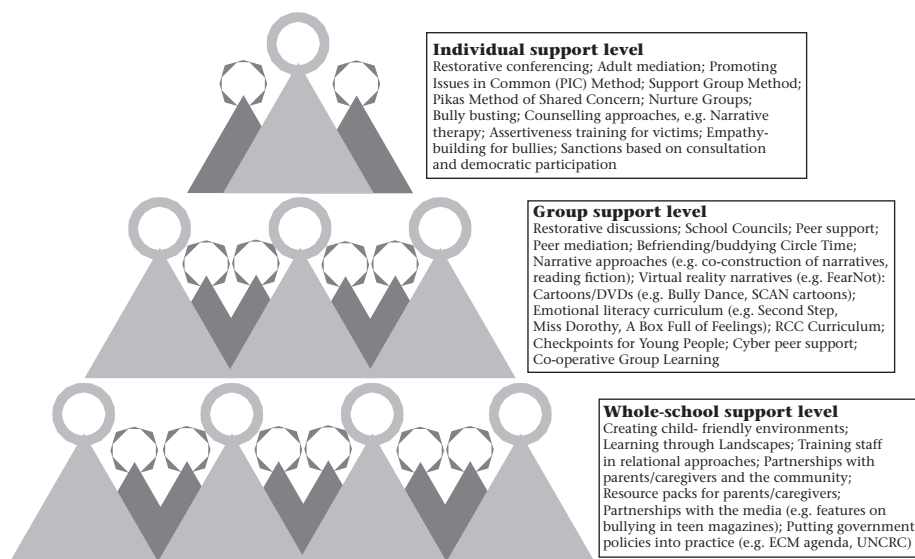 Individual support level
Restorative conferencing; Adult mediation; Promoting
Issues in Common (PIC) Method; Support Group Method;
Pikas Method of Shared Concern; Nurture Groups;
Bully busting; Counselling approaches, e.g. Narrative
therapy; Assertiveness training for victims; Empathy-
building for bullies; Sanctions based on consultation
and democratic participation
Group support level
Restorative discussions; School Councils; Peer support;
Peer mediation; Befriending/buddying Circle Time;
Narrative approaches (e.g. co-construction of narratives,
reading fiction); Virtual reality narratives (e.g. FearNot):
Cartoons/DVDs (e.g. Bully Dance, SCAN cartoons);
Emotional literacy curriculum (e.g. Second Step,
Miss Dorothy, A Box Full of Feelings); RCC Curriculum;
Checkpoints for Young People; Cyber peer support;
Co-operative Group Learning
Whole-school support level
Creating child- friendly environments;
Learning through Landscapes; Training staff
in relational approaches; Partnerships with
parents/caregivers and the community;
Resource packs for parents/caregivers;
Partnerships with the media (e.g. features on
bullying in teen magazines); Putting government
policies into practice (e.g. ECM agenda, UNCRC)